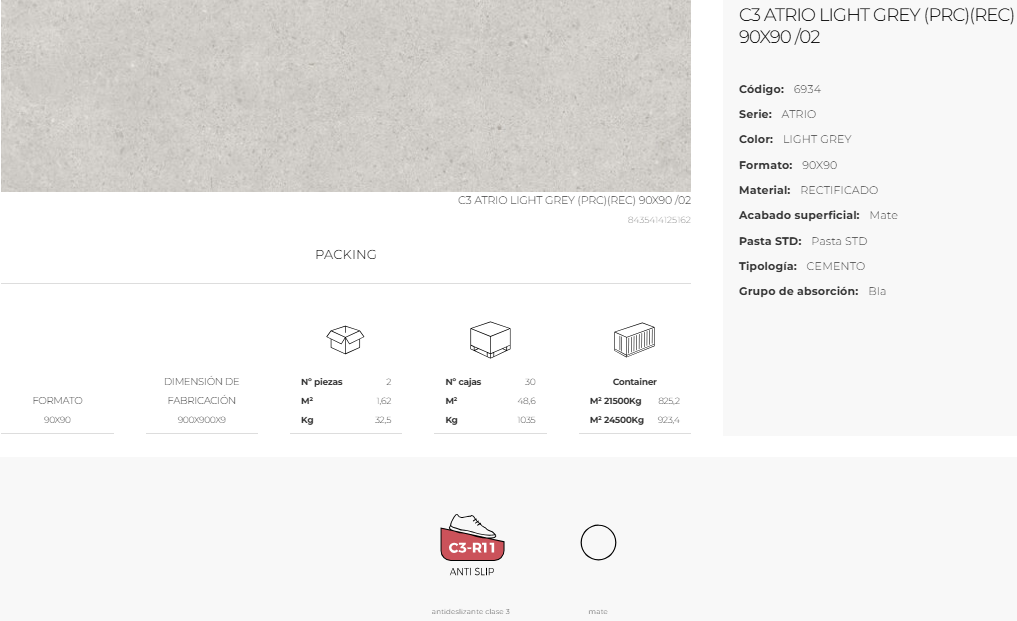 C3 ATRIO LIGHT GREY (PRC)(REC)
90X90 /02
Código: 6934
Serie: ATRIO
Color: LIGHT GREY
Formato: 90X90
Material: RECTIFICADO
Acabado superficial: Mate
Pasta STD: Pasta STD
Tipología: CEMENTO
Grupo de absorción: BIa
C3 ATRIO LIGHT GREY (PRC)(REC) 90X90 /02
8435414125162
PACKING
FORMATO
90X90
DIMENSIÓN DE
FABRICACIÓN
900X900X9
Nº piezas 2
M² 1,62
Kg 32,5
Nº cajas 30
M² 48,6
Kg 1035
Container
M² 21500Kg 825,2
M² 24500Kg 923,4
C3-R11
ANTI SLIP
antideslizante clase 3
mate